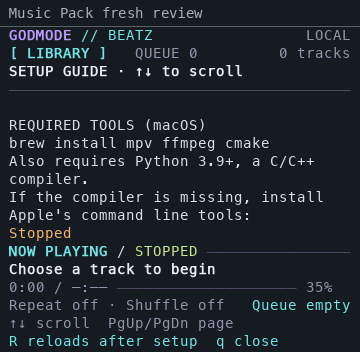 Music Pack fresh review
GODMODE // BEATZ LOCAL
[ LIBRARY ] QUEUE 0 0 tracks
SETUP GUIDE · ↑↓ to scroll
REQUIRED TOOLS (macOS)
brew install mpv ffmpeg cmake
Also requires Python 3.9+, a C/C++
compiler.
If the compiler is missing, install
Apple's command line tools:
Stopped
NOW PLAYING / STOPPED
Choose a track to begin
0:00 / —:—— 35%
Repeat off · Shuffle off Queue empty
↑↓ scroll PgUp/PgDn page
R reloads after setup q close